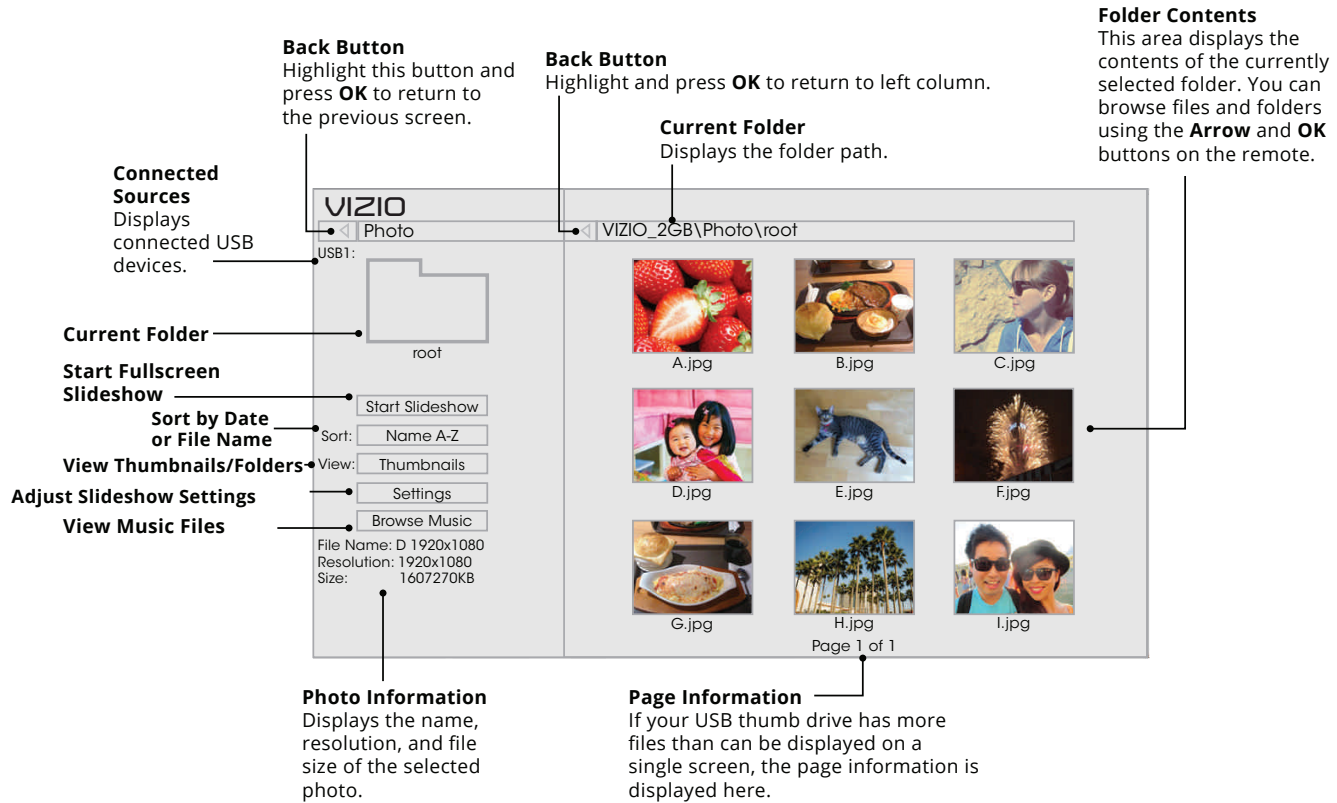 Folder Contents
This area displays the
contents of the currently
selected folder. You can
browse files and folders
using the Arrow and OK
buttons on the remote.
Back Button
Highlight this button and
press OK to return to
the previous screen.
Back Button
Highlight and press OK to return to left column.
Current Folder
Displays the folder path.
Connected
Sources
Displays
connected USB
devices.
Current Folder
Start Fullscreen
Slideshow
Sort by Date
or File Name
View Thumbnails/Folders
Adjust Slideshow Settings
View Music Files
VIZIO
Photo
VIZIO_2GB\Photo\root
USB1:
root
Start Slideshow
Sort: Name A-Z
View: Thumbnails
Settings
Browse Music
File Name: D 1920x1080
Resolution: 1920x1080
Size: 1607270KB
A.jpg B.jpg C.jpg
D.jpg E.jpg F.jpg
G.jpg H.jpg I.jpg
Page 1 of 1
Photo Information
Displays the name,
resolution, and file
size of the selected
photo.
Page Information
If your USB thumb drive has more
files than can be displayed on a
single screen, the page information is
displayed here.